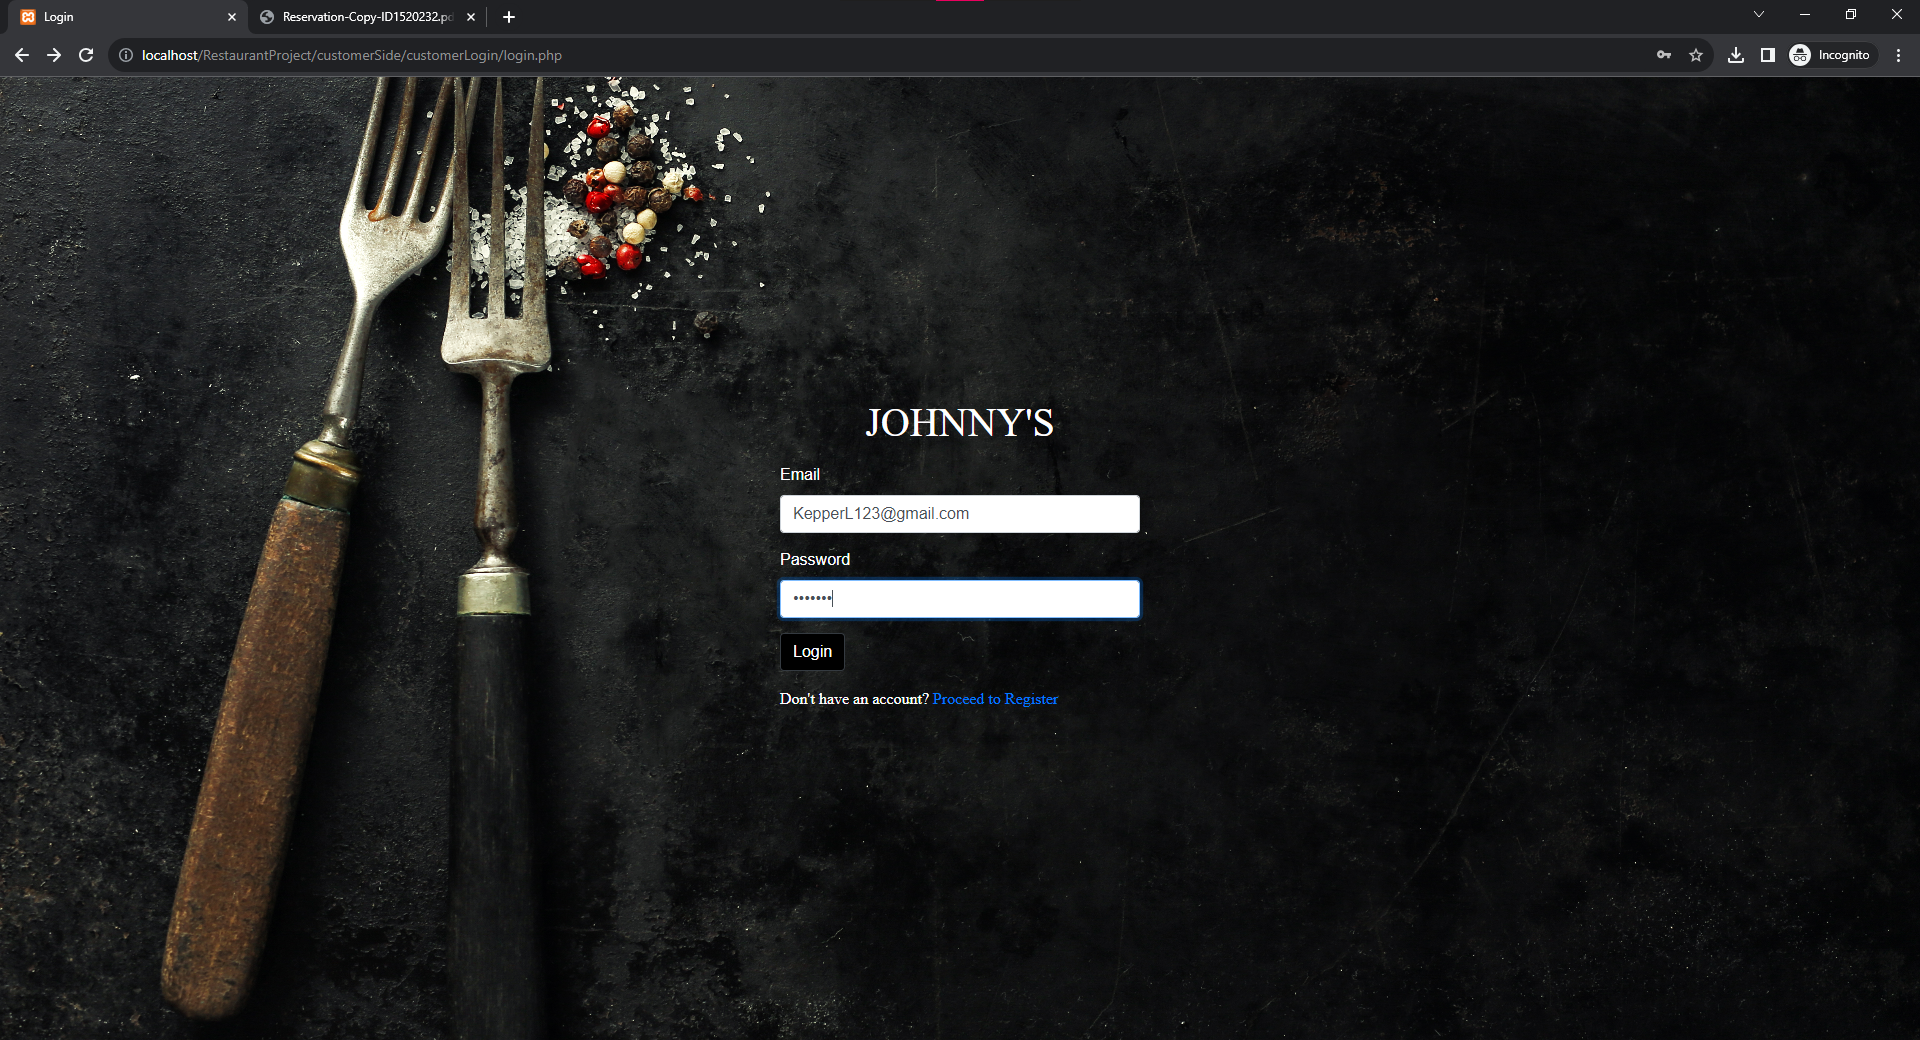 Login
Reservation-Copy-ID1520232.pd
localhost/RestaurantProject/customerSide/customerLogin/login.php
Incognito
JOHNNY'S
Email
KepperL123@gmail.com
Password
•••••••
Login
Don't have an account? Proceed to Register